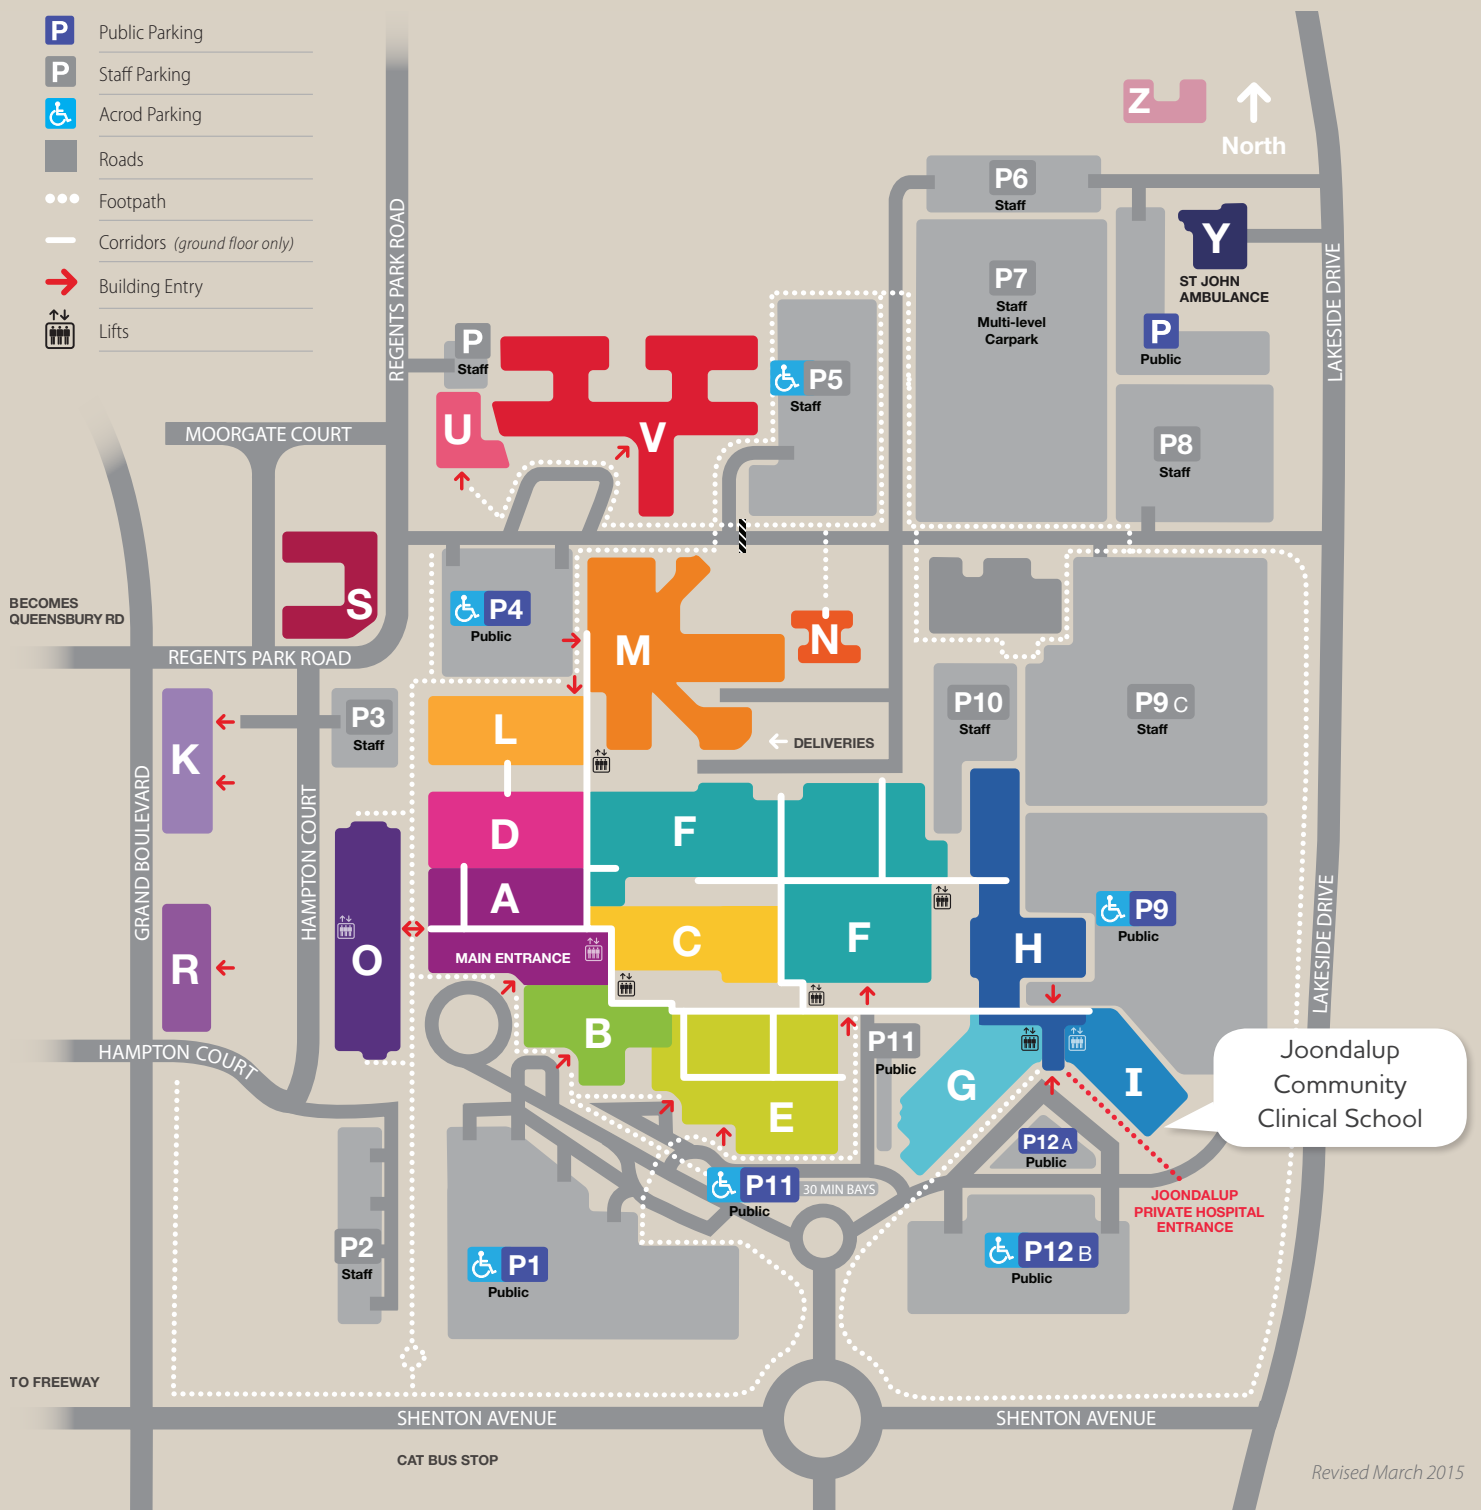 P Public Parking
P Staff Parking
Acrod Parking
Roads
Footpath
Corridors (ground floor only)
Building Entry
Lifts
Z
North
REGENTS PARK ROAD
LAKESIDE DRIVE
P6
Staff
Y
ST JOHN
AMBULANCE
P7
Staff
Multi-level
Carpark
P
Public
P
Staff
P5
Staff
U
V
MOORGATE COURT
P8
Staff
S
BECOMES
QUEENSBURY RD
REGENTS PARK ROAD
P4
Public
M
N
K
P3
Staff
L
P10
Staff
P9 C
Staff
DELIVERIES
GRAND BOULEVARD
HAMPTON COURT
D
F
A
O
R
MAIN ENTRANCE
C
F
H
P9
Public
LAKESIDE DRIVE
HAMPTON COURT
B
P11
Public
G
I
Joondalup
Community
Clinical School
E
P12 A
Public
P11
Public
30 MIN BAYS
JOONDALUP
PRIVATE HOSPITAL
ENTRANCE
P2
Staff
P1
Public
P12 B
Public
TO FREEWAY
SHENTON AVENUE
SHENTON AVENUE
CAT BUS STOP
Revised March 2015